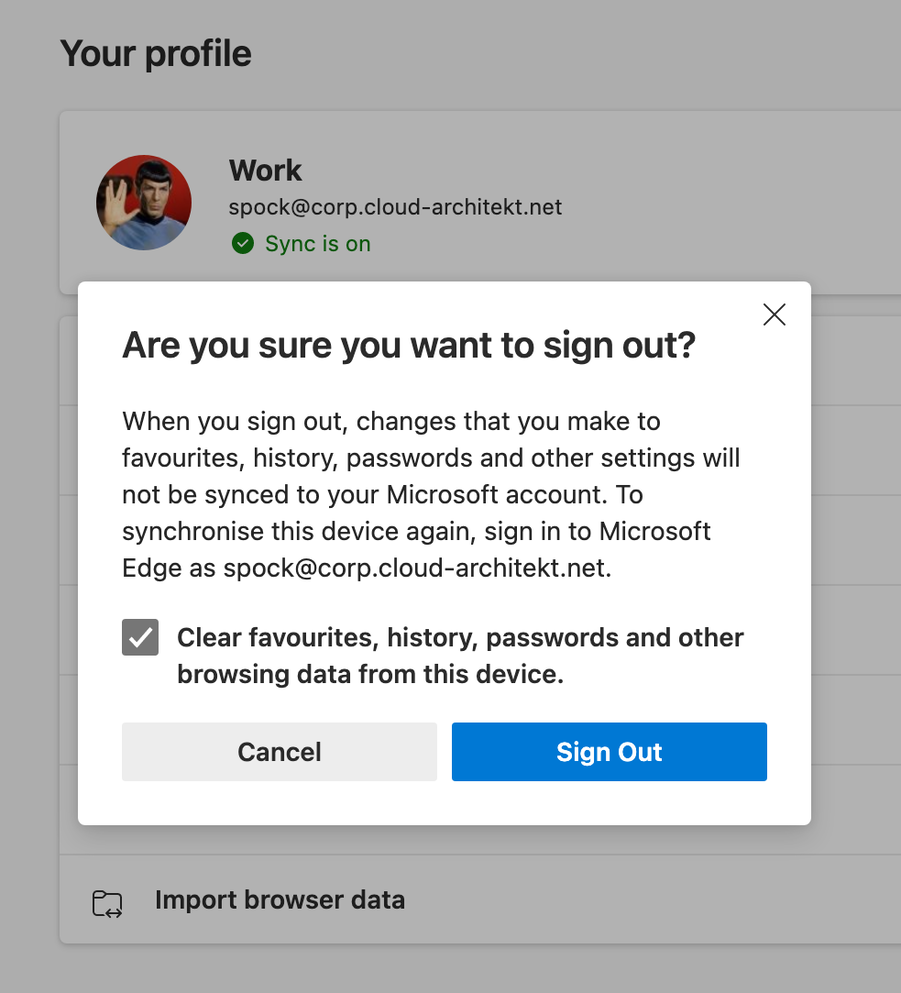 Your profile
Work
spock@corp.cloud-architekt.net
Sync is on
Are you sure you want to sign out?
When you sign out, changes that you make to
favourites, history, passwords and other settings will
not be synced to your Microsoft account. To
synchronise this device again, sign in to Microsoft
Edge as spock@corp.cloud-architekt.net.
Clear favourites, history, passwords and other
browsing data from this device.
Cancel
Sign Out
Import browser data